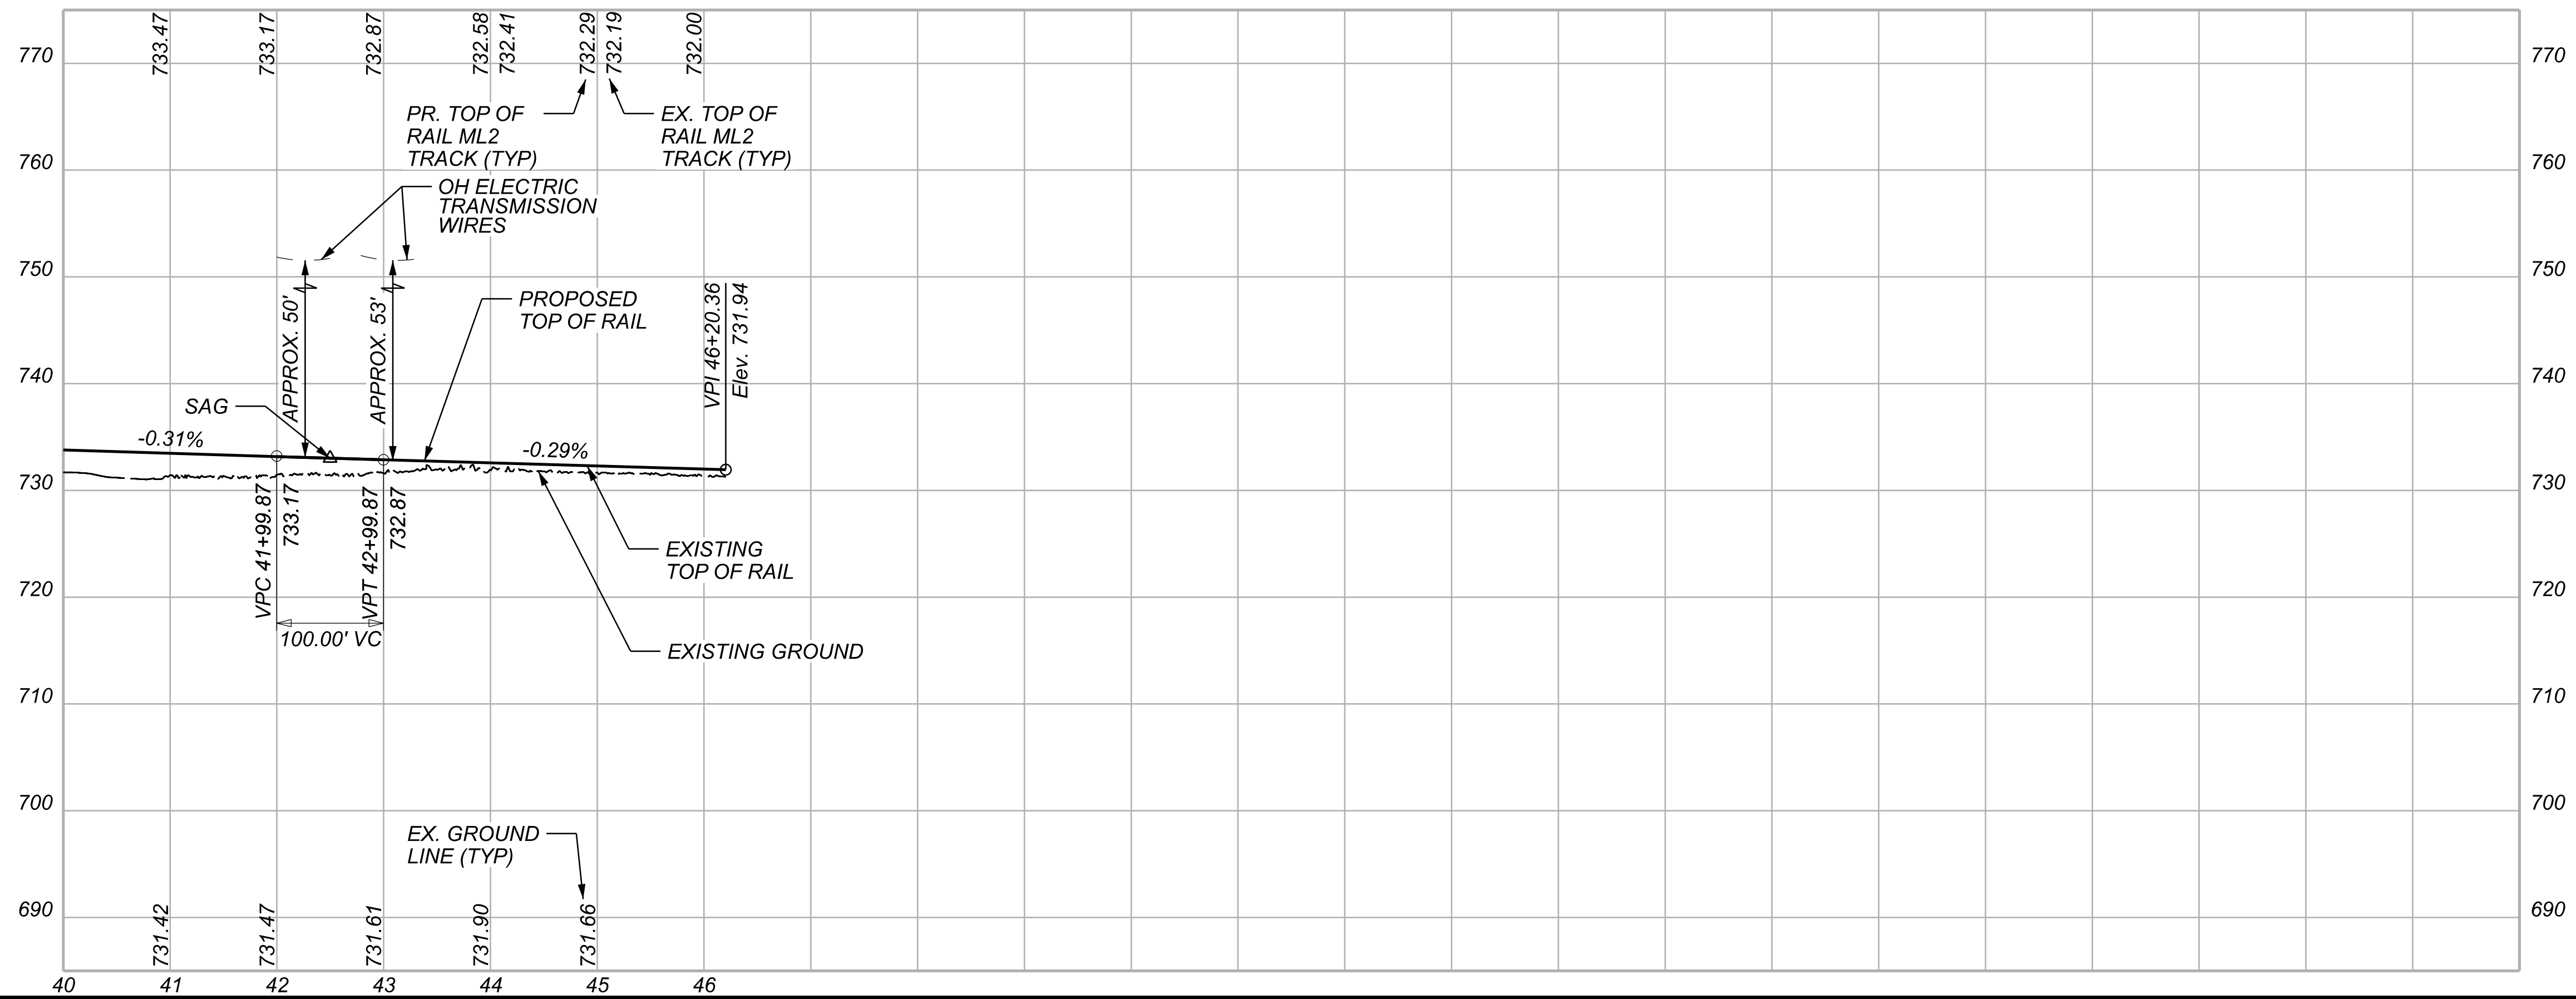 733.47
733.17
732.87
732.58
732.41
732.29
732.19
732.00
770
770
PR. TOP OF
RAIL ML2
TRACK (TYP)
EX. TOP OF
RAIL ML2
TRACK (TYP)
760
760
OH ELECTRIC
TRANSMISSION
WIRES
750
750
APPROX. 50'
APPROX. 53'
PROPOSED
TOP OF RAIL
VPI 46+20.36
Elev. 731.94
740
740
SAG
-0.31%
-0.29%
730
730
VPC 41+99.87
733.17
VPT 42+99.87
732.87
EXISTING
TOP OF RAIL
720
720
100.00' VC
EXISTING GROUND
710
710
700
700
EX. GROUND
LINE (TYP)
690
690
731.42
731.47
731.61
731.90
731.66
40 41 42 43 44 45 46